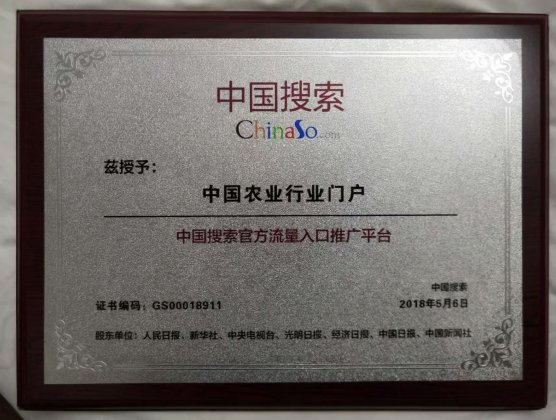 中国搜索
ChinaSo.com
兹授予：
中国农业行业门户
中国搜索官方流量入口推广平台
中国搜索
证书编码：GS00018911
2018年5月6日
股东单位：人民日报、新华社、中央电视台、光明日报、经济日报、中国日报、中国新闻社